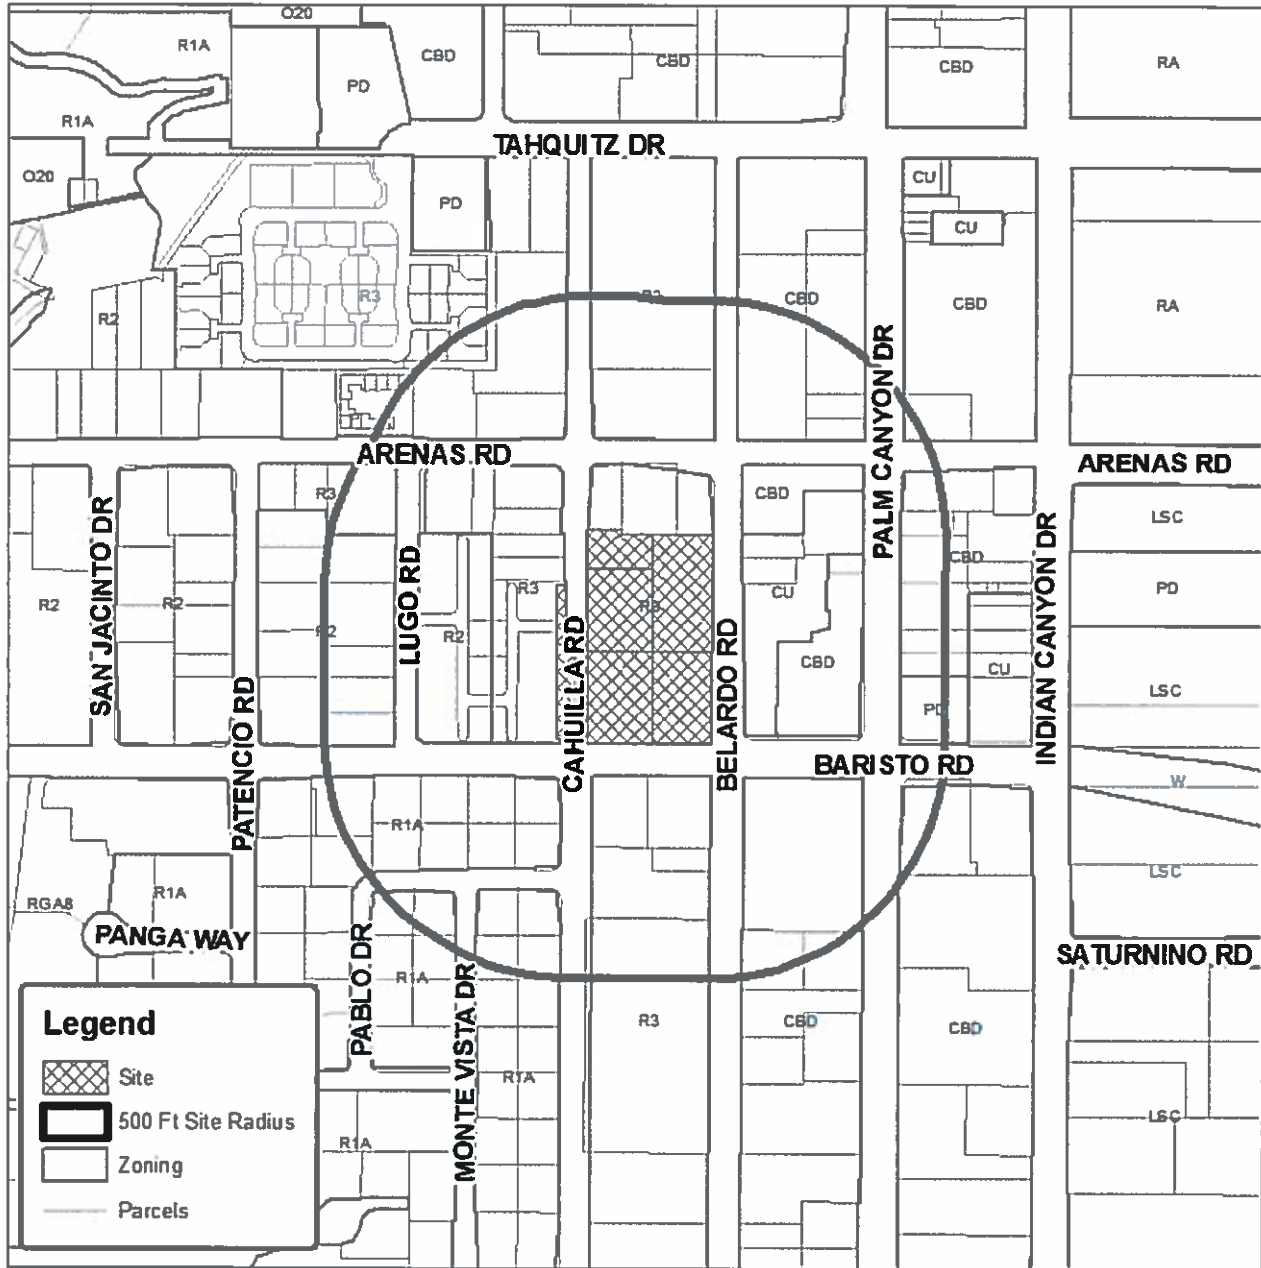 O20
R1A
CBD
CBD
CBD
RA
PD
R1A
TAHQUITZ DR
O20
CU
PD
CU
R3
R3
CBD
CBD
RA
R2
PALM CANYON DR
ARENAS RD
ARENAS RD
R3
CBD
LSC
SAN JACINTO DR
INDIAN CANYON DR
LUGO RD
CBD
R3
PD
CU
R2
R2
R3
R2
R2
CAHUILLA RD
BELARDO RD
CBD
CU
LSC
PATENCIO RD
PD
BARISTO RD
W
R1A
LSC
R1A
RGA8
PANGA WAY
PABLO DR
SATURNINO RD
R1A
MONTE VISTA DR
R3
CBD
CBD
R1A
LSC
R1A
Legend
Site
500 Ft Site Radius
Zoning
Parcels